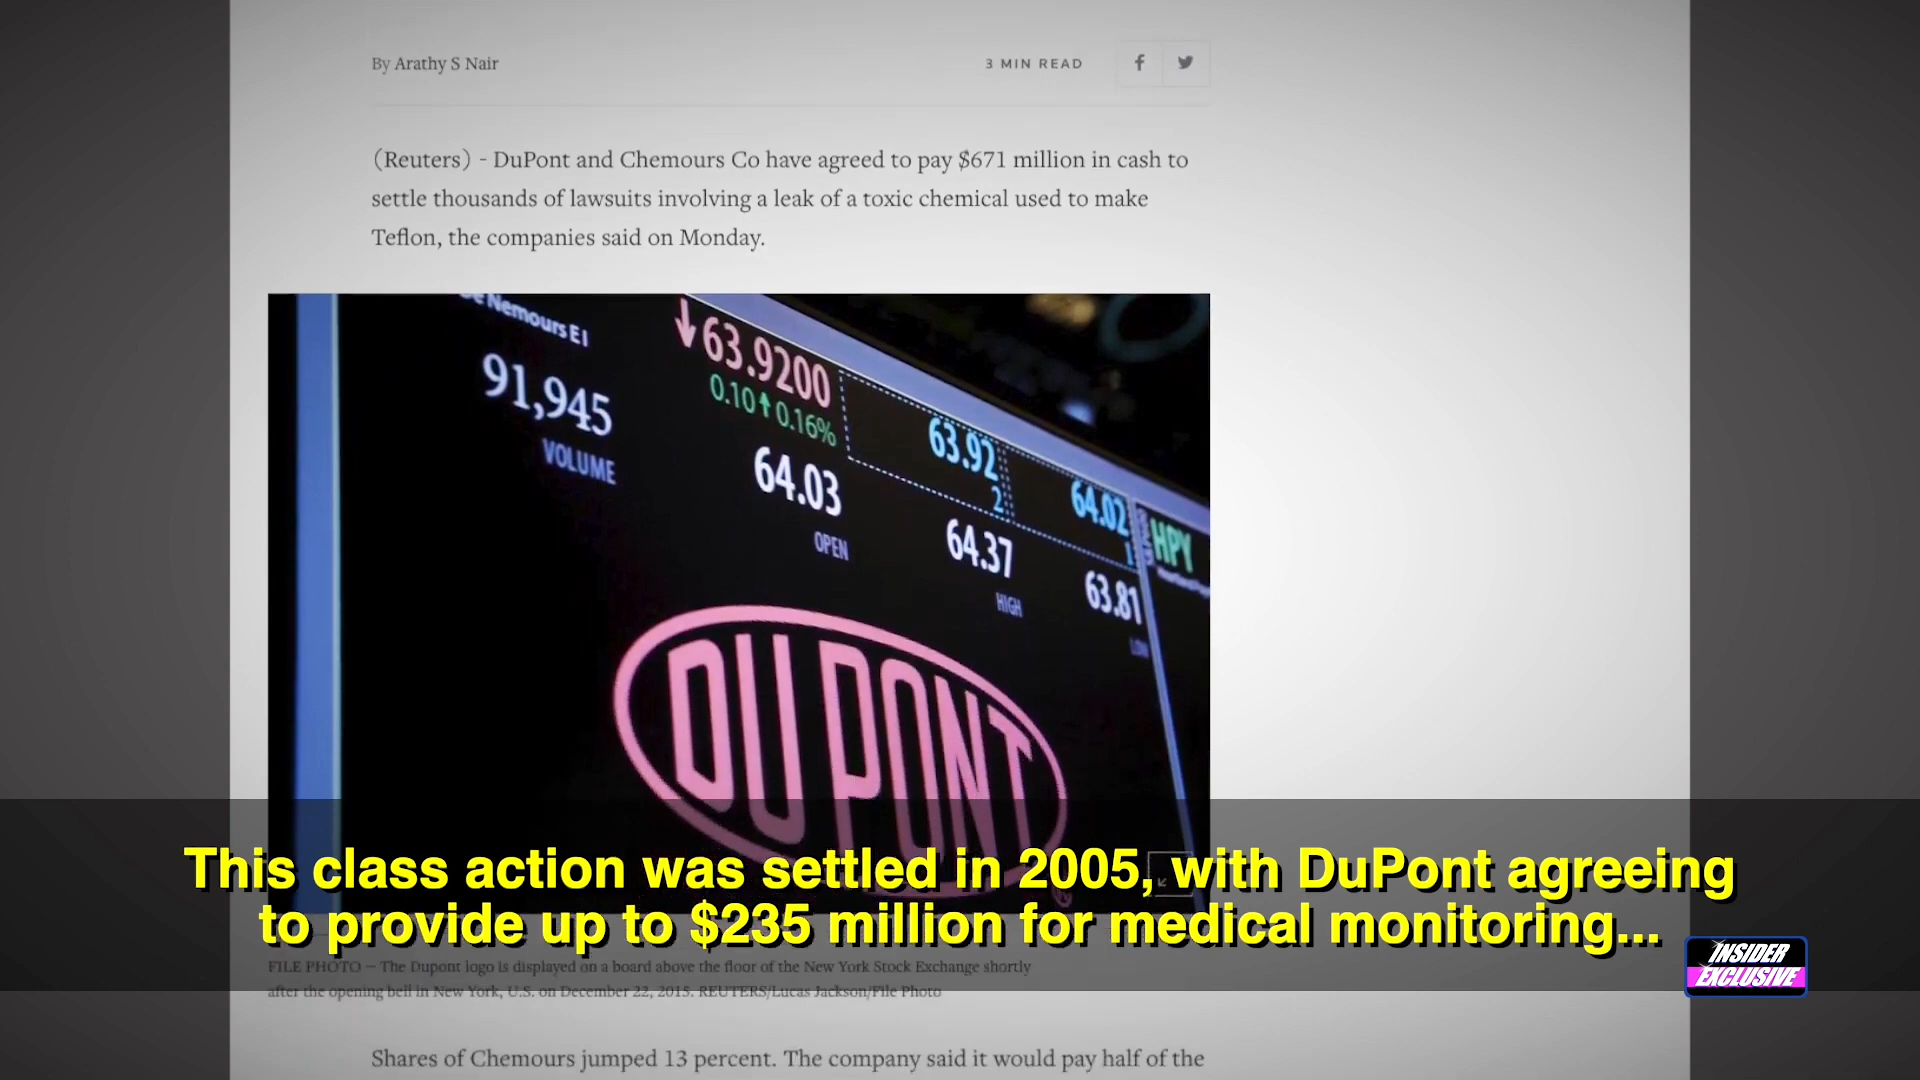 By Arathy S Nair
3 MIN READ
(Reuters) - DuPont and Chemours Co have agreed to pay $671 million in cash to
settle thousands of lawsuits involving a leak of a toxic chemical used to make
Teflon, the companies said on Monday.
Nemours E I
63.9200
91,945
0.10 0.16%
VOLUME
63.92
2
64.03
64.02
1
OPEN
HPY
64.37
HIGH
63.81
LOW
DUPONT
This class action was settled in 2005, with DuPont agreeing
to provide up to $235 million for medical monitoring...
INSIDER
EXCLUSIVE
FILE PHOTO – The Dupont logo is displayed on a board above the floor of the New York Stock Exchange shortly
after the opening bell in New York, U.S. on December 22, 2015. REUTERS/Lucas Jackson/File Photo
Shares of Chemours jumped 13 percent. The company said it would pay half of the